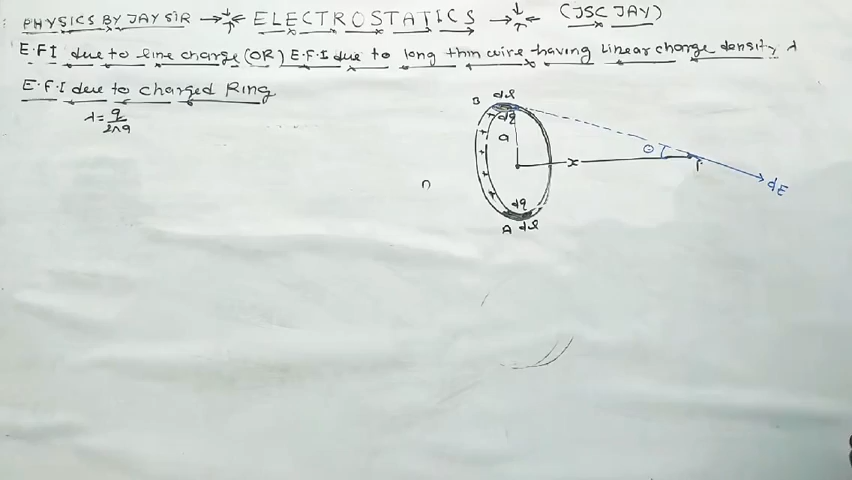 PHYSICS BY JAY SIR → ELECTROSTATICS → (JSC JAY)
E.F.I due to line charge (OR) E.F.I due to long thin wire having Linear charge density λ
E.F.I due to charged Ring
λ = q/2πa
B dl
dq
a
x
θ
P
dE
n
dq
A dl